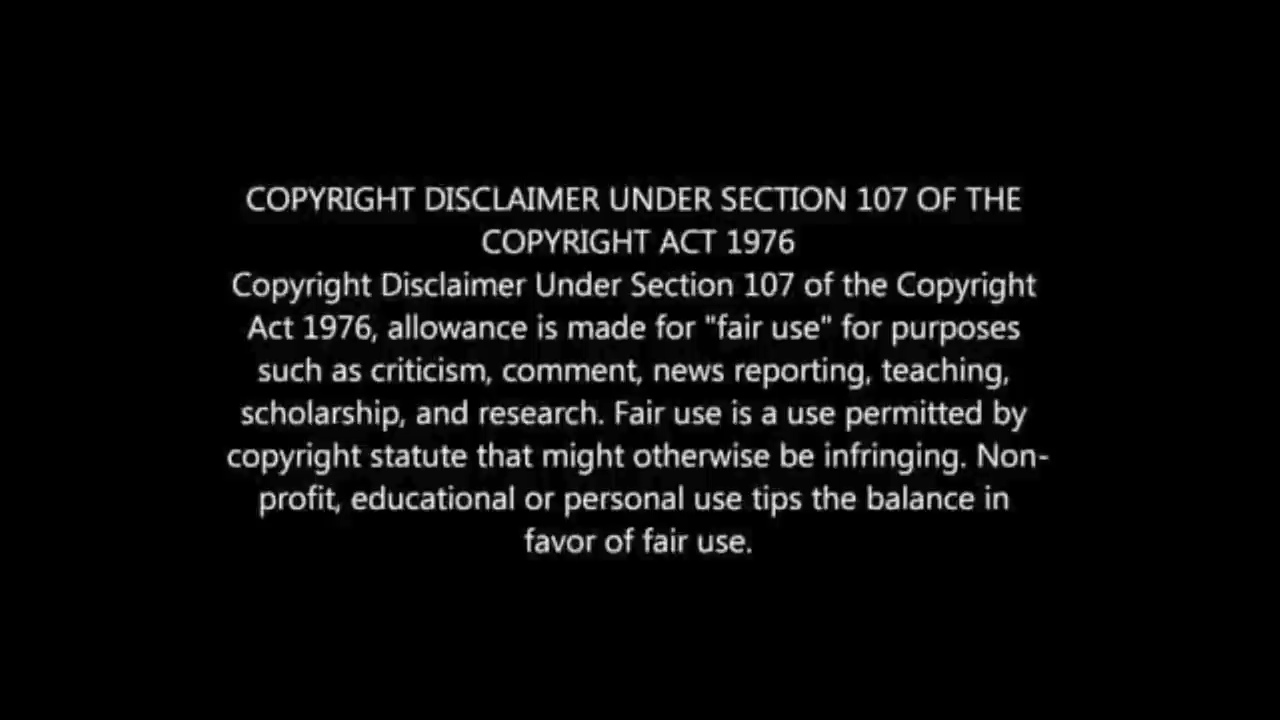 COPYRIGHT DISCLAIMER UNDER SECTION 107 OF THE
COPYRIGHT ACT 1976
Copyright Disclaimer Under Section 107 of the Copyright
Act 1976, allowance is made for "fair use" for purposes
such as criticism, comment, news reporting, teaching,
scholarship, and research. Fair use is a use permitted by
copyright statute that might otherwise be infringing. Non-
profit, educational or personal use tips the balance in
favor of fair use.